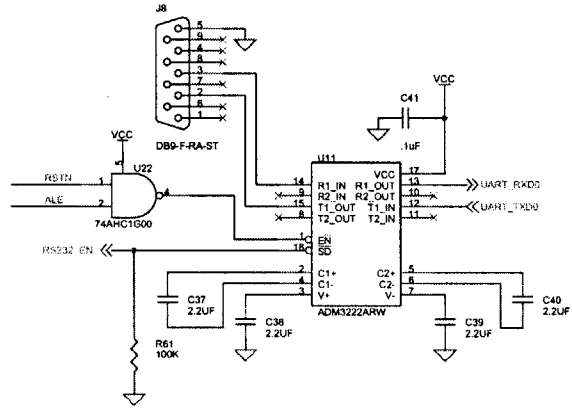 J8
5
9
4
8
3
7
2
6
1
DB9-F-RA-ST
VCC
C41
.1uF
VCC
5
U22
RSTN 1
4
ALE 2
74AHC1G00
U11
VCC 17
14 R1_IN R1_OUT 13 UART_RXD0
9 R2_IN R2_OUT 10
15 T1_OUT T1_IN 12 UART_TXD0
8 T2_OUT T2_IN 11
1 EN
RS232_EN 18 SD
2 C1+ C2+ 5
4 C1- C2- 6
3 V+ V- 7
ADM3222ARW
C37
2.2UF
C38
2.2UF
C39
2.2UF
C40
2.2UF
R61
100K